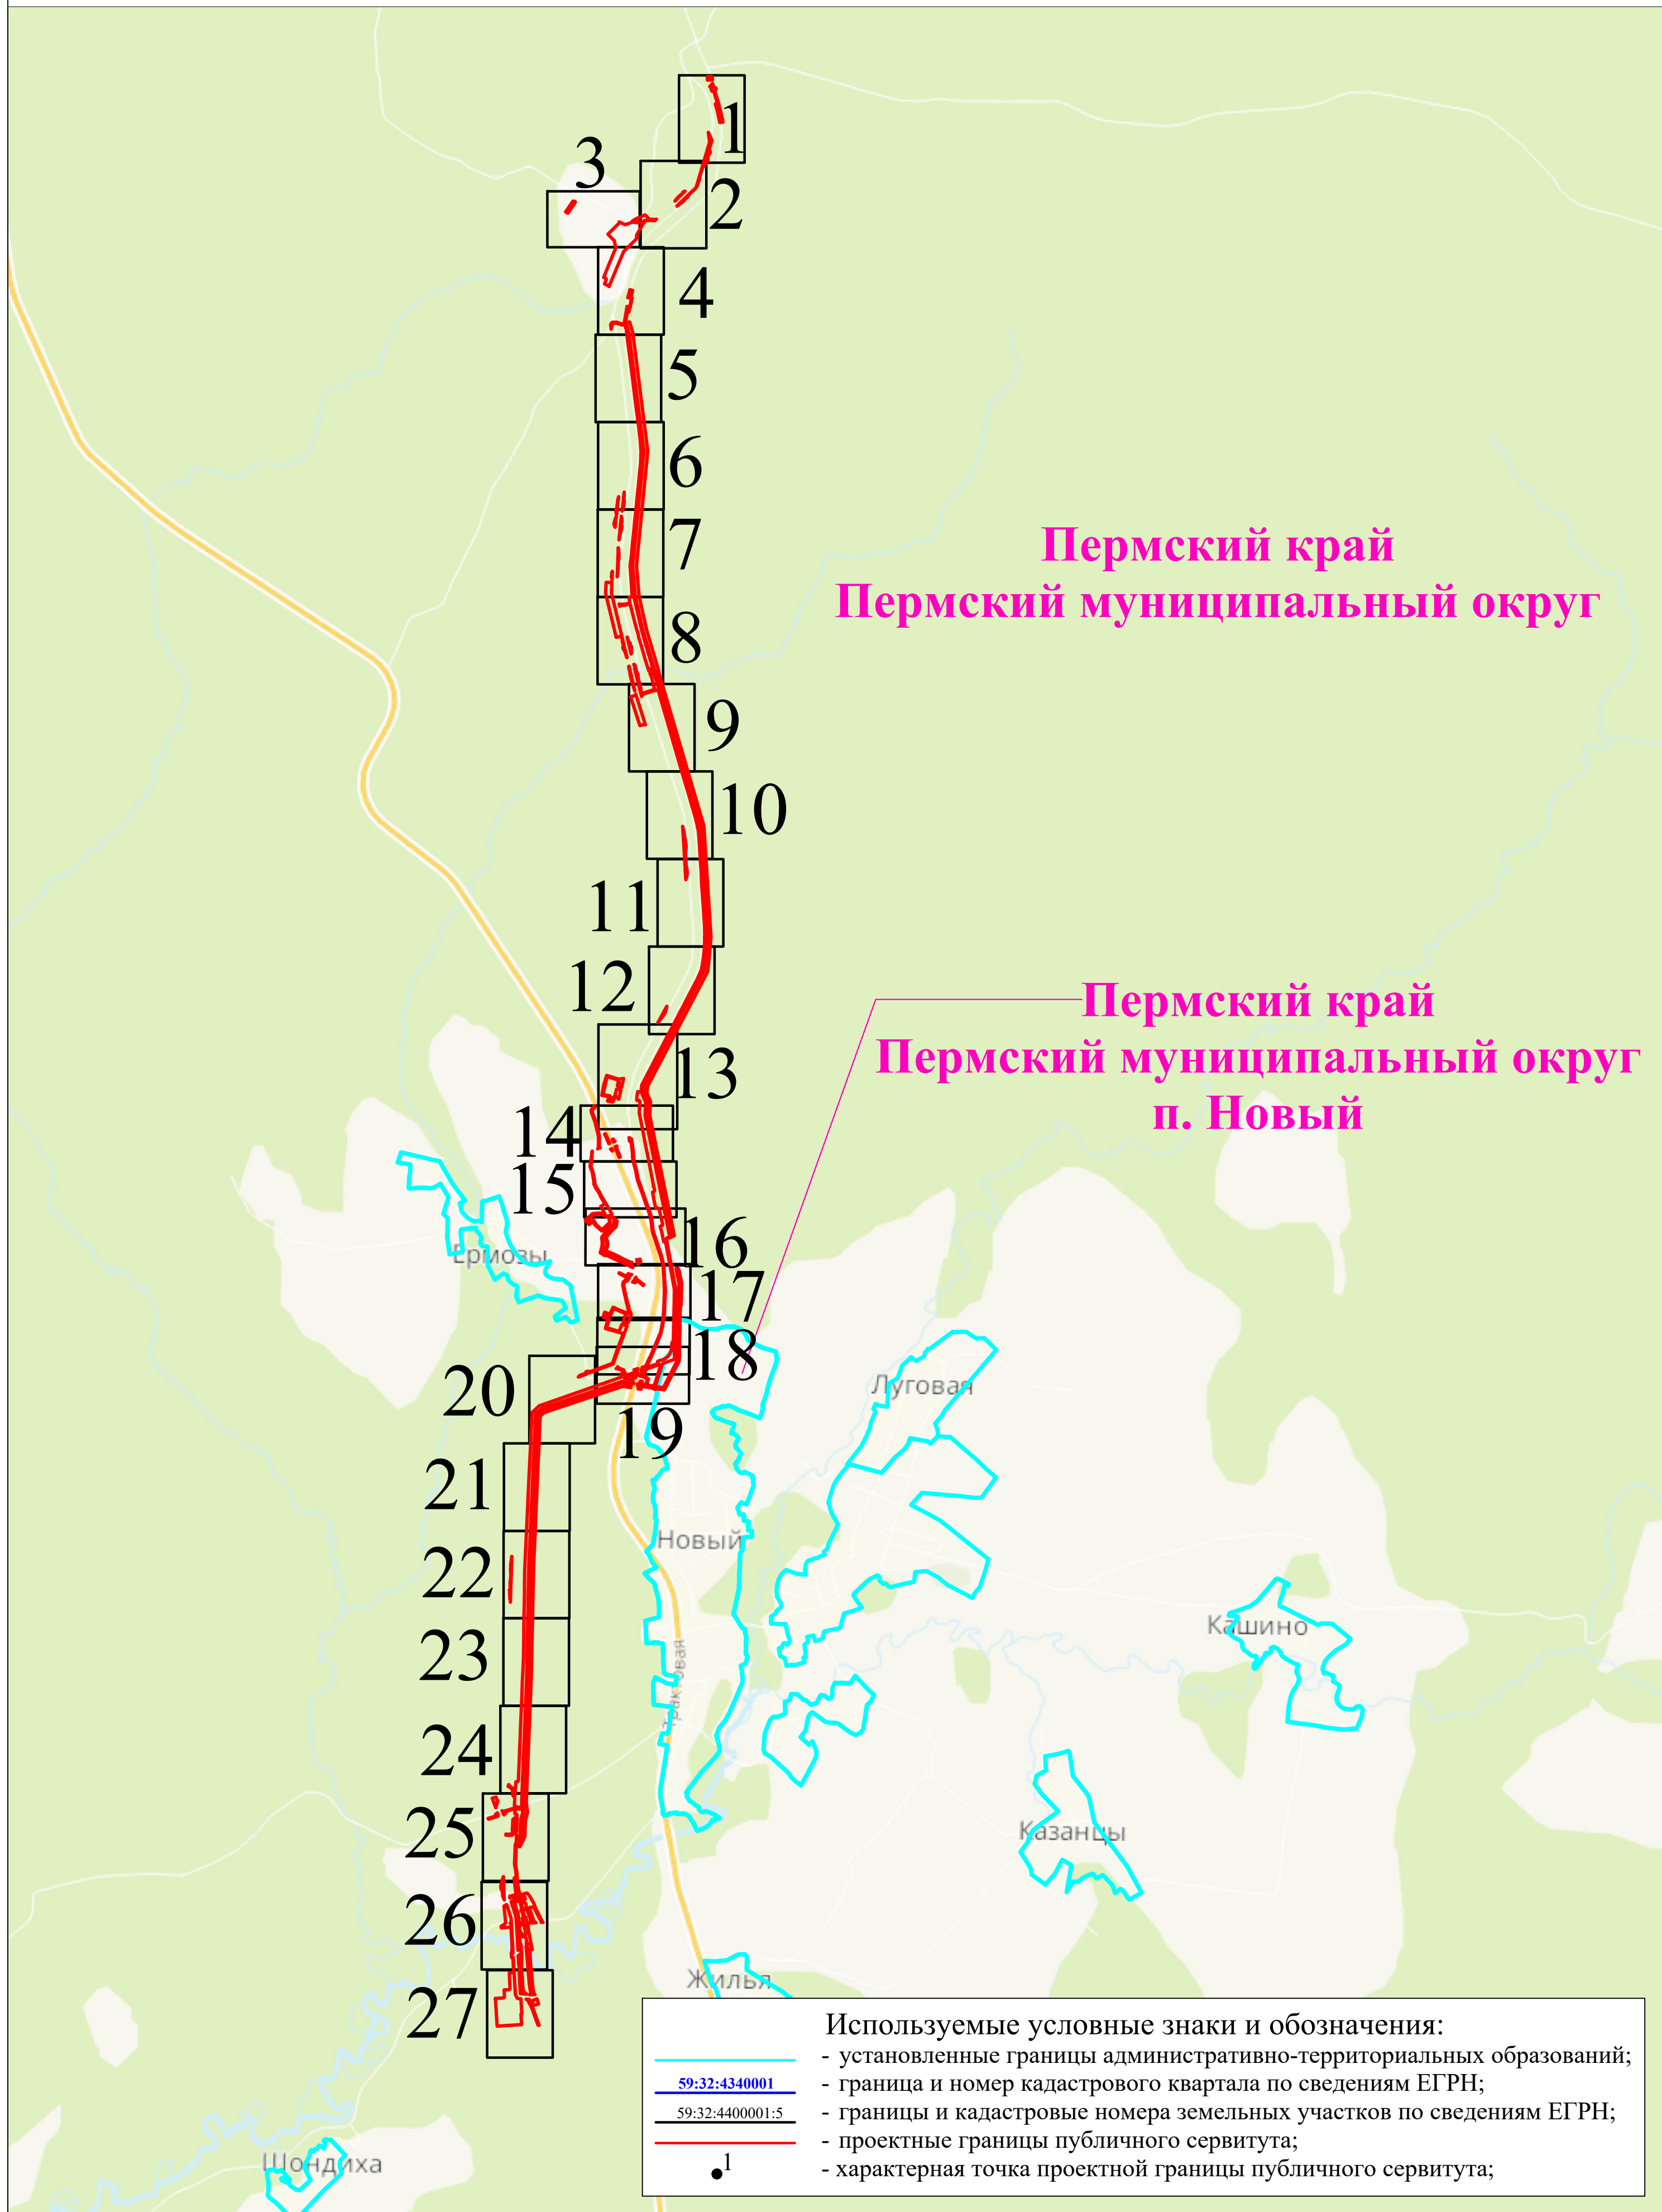 1
3
2
4
5
6
7
8
9
10
11
12
13
14
15
16
17
18
20
19
21
22
23
24
25
26
27
Пермский край
Пермский муниципальный округ
Пермский край
Пермский муниципальный округ
п. Новый
Ермозы
Луговая
Новый
Кашино
Трактовая
Казанцы
Жилья
Шондиха
Используемые условные знаки и обозначения:
- установленные границы административно-территориальных образований;
59:32:4340001 - граница и номер кадастрового квартала по сведениям ЕГРН;
59:32:4400001:5 - границы и кадастровые номера земельных участков по сведениям ЕГРН;
- проектные границы публичного сервитута;
1 - характерная точка проектной границы публичного сервитута;